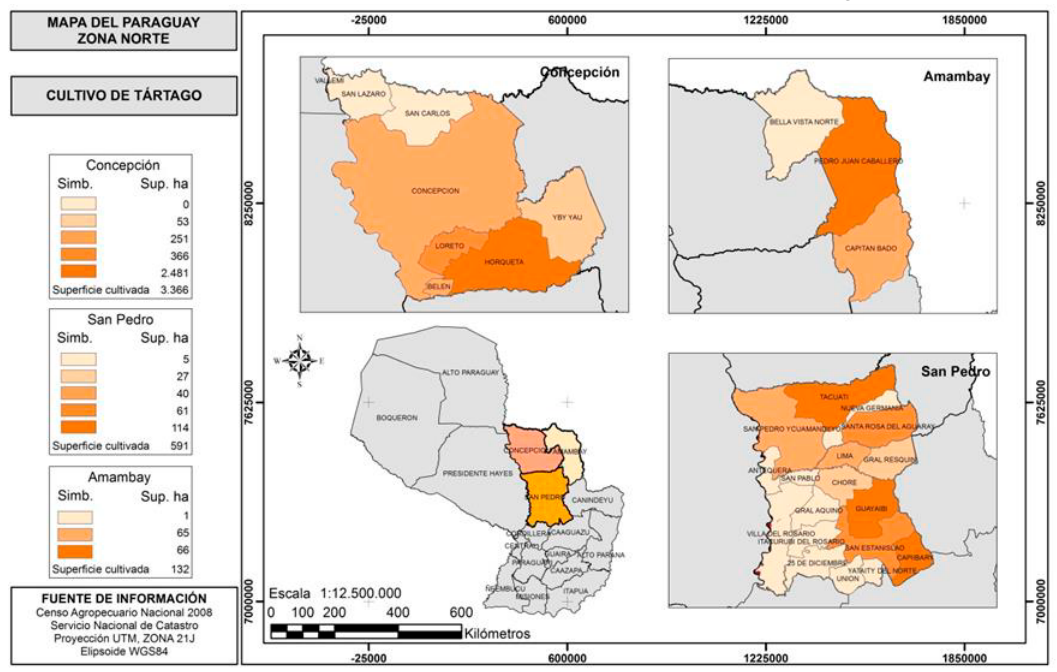 MAPA DEL PARAGUAY
ZONA NORTE
CULTIVO DE TÁRTAGO
Concepción
Simb. Sup. ha
0
53
251
366
2.481
Superficie cultivada 3.366
San Pedro
Simb. Sup. ha
5
27
40
61
114
Superficie cultivada 591
Amambay
Simb. Sup. ha
1
65
66
Superficie cultivada 132
FUENTE DE INFORMACIÓN
Censo Agropecuario Nacional 2008
Servicio Nacional de Catastro
Proyección UTM, ZONA 21J
Elipsoide WGS84
-25000 600000 1225000 1850000
8250000
7625000
7000000
Concepción
VALLEMI
SAN LAZARO
SAN CARLOS
CONCEPCION
YBY YAU
LORETO
HORQUETA
BELEN
Amambay
BELLA VISTA NORTE
PEDRO JUAN CABALLERO
CAPITAN BADO
N
W E
S
ALTO PARAGUAY
BOQUERON
PRESIDENTE HAYES
CONCEPCION
AMAMBAY
SAN PEDRO
CANINDEYU
CORDILLERA
CAAGUAZU
CENTRAL
GUAIRA
ALTO PARANA
PARAGUARI
CAAZAPA
ÑEEMBUCU
MISIONES
ITAPUA
Escala 1:12.500.000
0 100 200 400 600
Kilómetros
San Pedro
TACUATI
NUEVA GERMANIA
SAN PEDRO YCUAMANDYYU
SANTA ROSA DEL AGUARAY
LIMA
GRAL RESQUIN
ANTEQUERA
SAN PABLO
CHORE
GRAL AQUINO
GUAYAIBI
VILLA DEL ROSARIO
ITACURUBI DEL ROSARIO
SAN ESTANISLAO
CAPIIBARY
25 DE DICIEMBRE
YATAITY DEL NORTE
UNION
8250000
7625000
7000000
-25000 600000 1225000 1850000